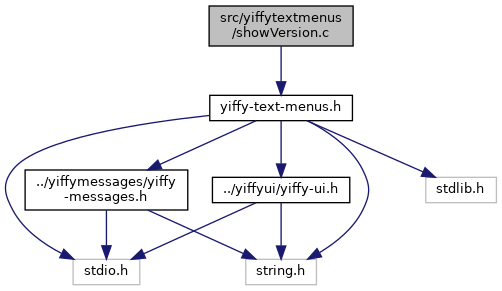 src/yiffytextmenus
/showVersion.c
yiffy-text-menus.h
../yiffymessages/yiffy
-messages.h
../yiffyui/yiffy-ui.h
stdlib.h
stdio.h
string.h